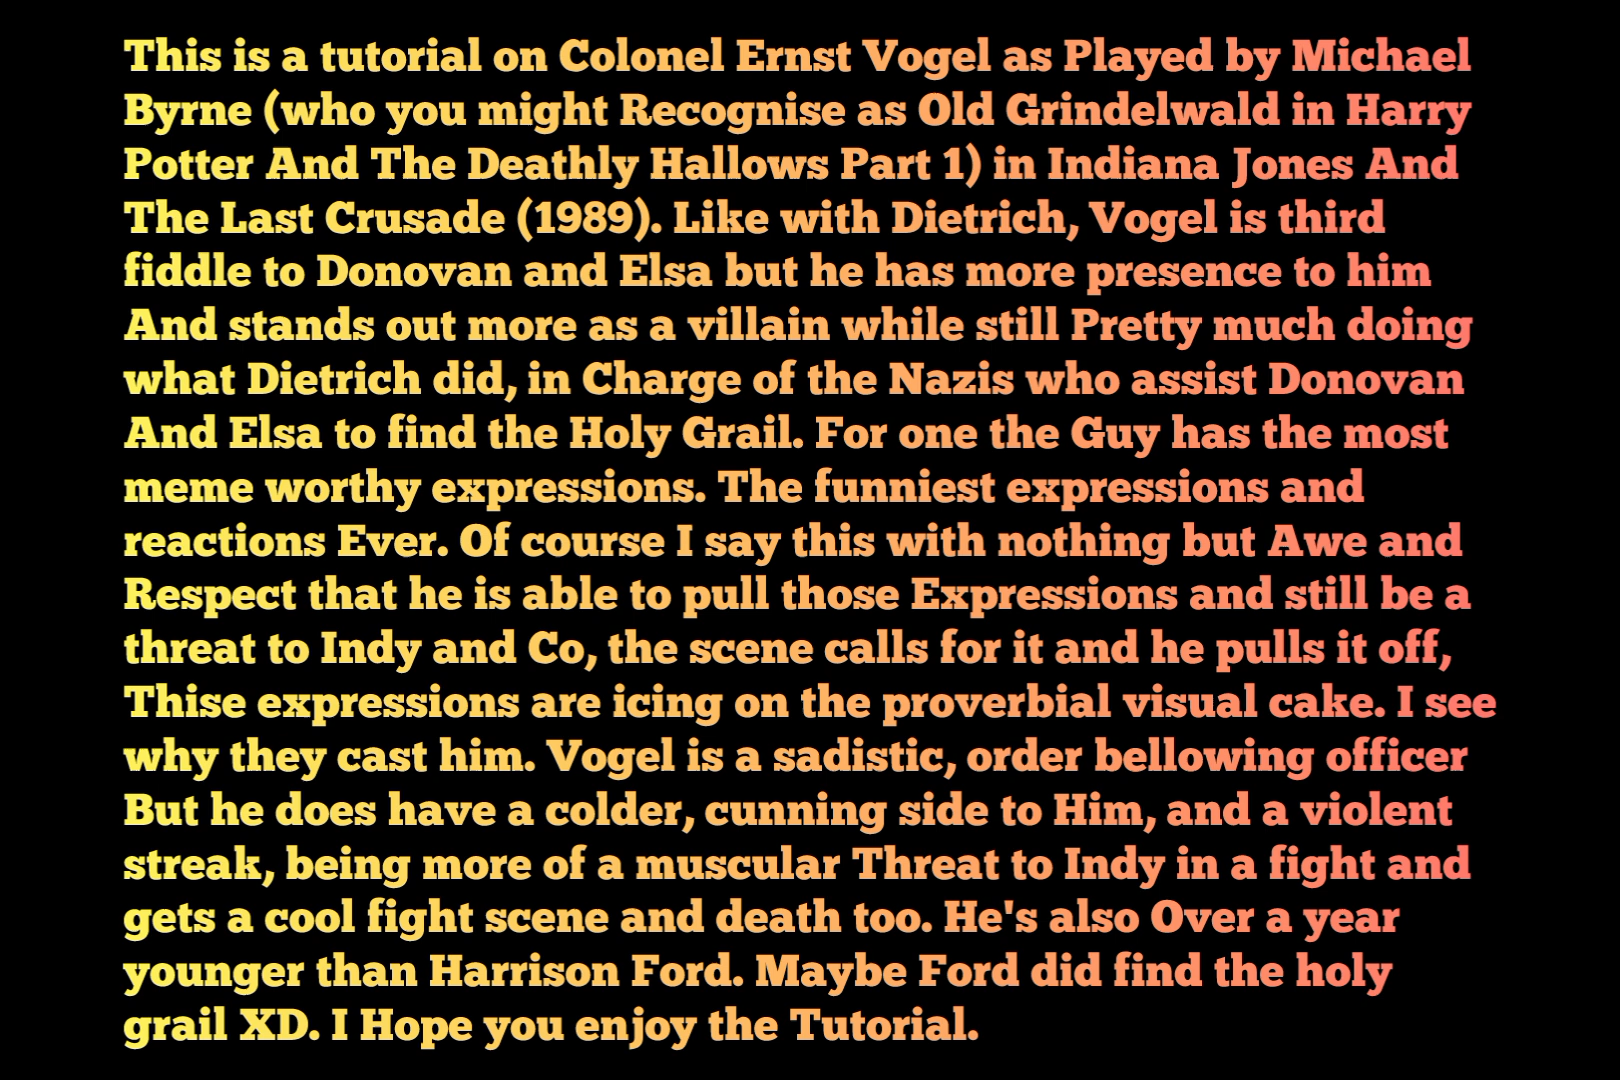 This is a tutorial on Colonel Ernst Vogel as Played by Michael
Byrne (who you might Recognise as Old Grindelwald in Harry
Potter And The Deathly Hallows Part 1) in Indiana Jones And
The Last Crusade (1989). Like with Dietrich, Vogel is third
fiddle to Donovan and Elsa but he has more presence to him
And stands out more as a villain while still Pretty much doing
what Dietrich did, in Charge of the Nazis who assist Donovan
And Elsa to find the Holy Grail. For one the Guy has the most
meme worthy expressions. The funniest expressions and
reactions Ever. Of course I say this with nothing but Awe and
Respect that he is able to pull those Expressions and still be a
threat to Indy and Co, the scene calls for it and he pulls it off,
Thise expressions are icing on the proverbial visual cake. I see
why they cast him. Vogel is a sadistic, order bellowing officer
But he does have a colder, cunning side to Him, and a violent
streak, being more of a muscular Threat to Indy in a fight and
gets a cool fight scene and death too. He's also Over a year
younger than Harrison Ford. Maybe Ford did find the holy
grail XD. I Hope you enjoy the Tutorial.